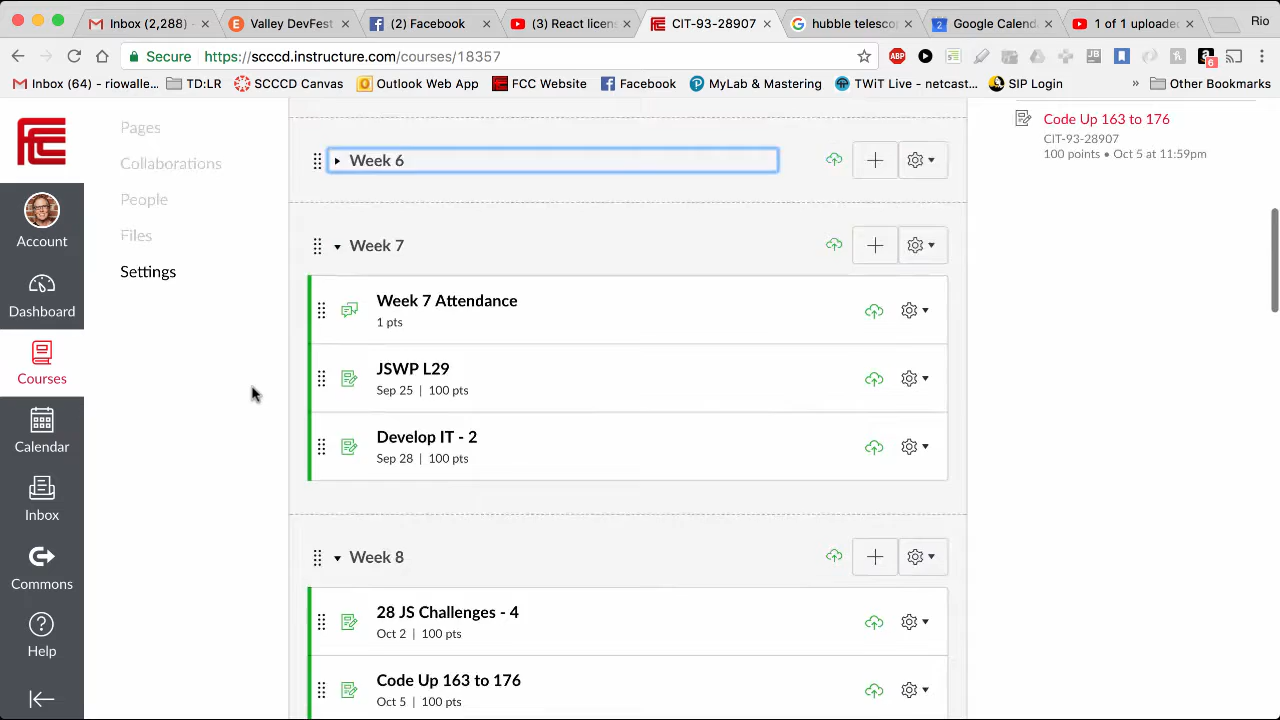 Inbox (2,288)
Valley DevFest
(2) Facebook
(3) React licen
CIT-93-28907
hubble telesco
2
Google Calend
1 of 1 uploade
Rio
Secure
https://scccd.instructure.com/courses/18357
ABP
JB
6
Inbox (64) - riowalle...
TD:LR
SCCCD Canvas
Outlook Web App
FCC Website
Facebook
MyLab & Mastering
TWiT Live - netcast...
SIP Login
»
Other Bookmarks
FCC
Account
Dashboard
Courses
Calendar
Inbox
Commons
Help
Pages
Collaborations
People
Files
Settings
Week 6
Week 7
Week 7 Attendance
1 pts
JSWP L29
Sep 25 | 100 pts
Develop IT - 2
Sep 28 | 100 pts
Week 8
28 JS Challenges - 4
Oct 2 | 100 pts
Code Up 163 to 176
Oct 5 | 100 pts
Code Up 163 to 176
CIT-93-28907
100 points • Oct 5 at 11:59pm